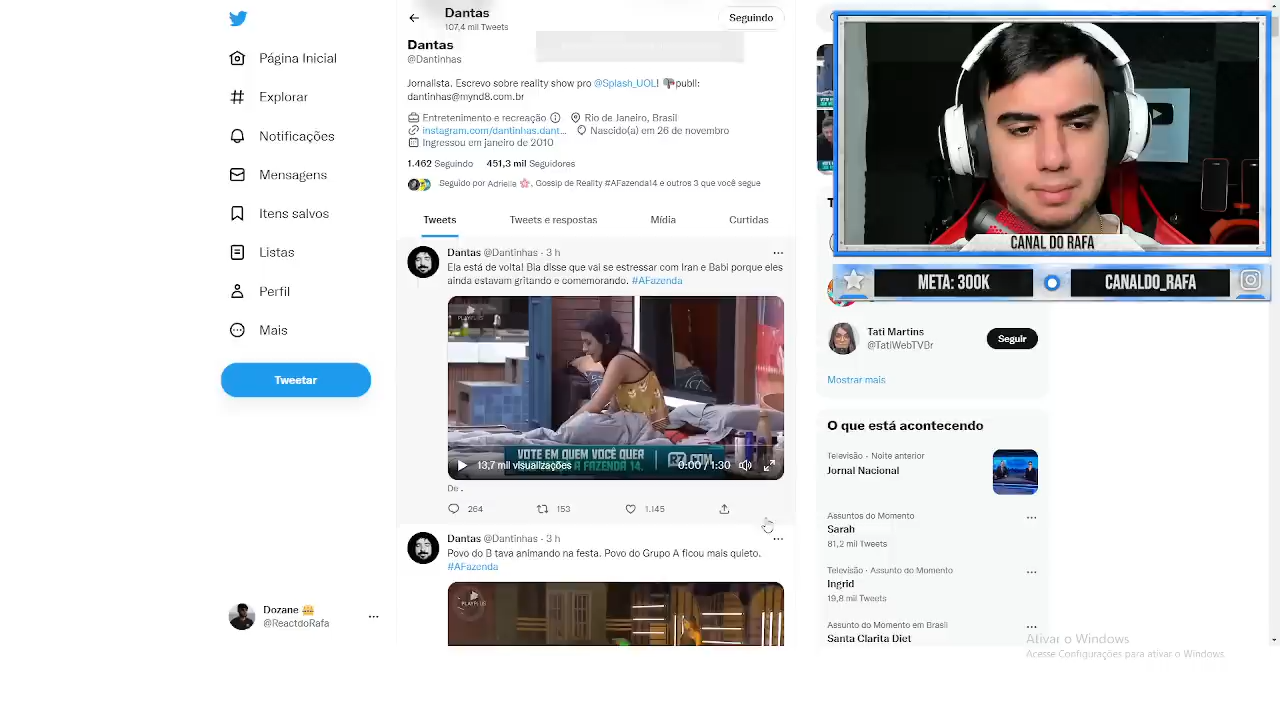 Dantas
107,4 mil Tweets
Seguindo
Dantas
@Dantinhas
Jornalista. Escrevo sobre reality show pro @Splash_UOL! publi:
dantinhas@mynd8.com.br
Entretenimento e recreação Rio de Janeiro, Brasil
instagram.com/dantinhas.dant... Nascido(a) em 26 de novembro
Ingressou em janeiro de 2010
1.462 Seguindo 451,3 mil Seguidores
Seguido por Adrielle, Gossip de Reality #AFazenda14 e outros 3 que você segue
Tweets Tweets e respostas Mídia Curtidas
Dantas @Dantinhas · 3 h
Ela está de volta! Bia disse que vai se estressar com Iran e Babi porque eles
ainda estavam gritando e comemorando. #AFazenda
PLAYPLUS
VOTE EM QUEM VOCÊ QUER
A FAZENDA 14.
R7.COM
13,7 mil visualizações
0:00 / 1:30
De .
264 153 1.145
Dantas @Dantinhas · 3 h
Povo do B tava animando na festa. Povo do Grupo A ficou mais quieto.
#AFazenda
PLAYPLUS
Página Inicial
Explorar
Notificações
Mensagens
Itens salvos
Listas
Perfil
Mais
Tweetar
Dozane
@ReactdoRafa
CANAL DO RAFA
META: 300K
CANALDO_RAFA
Tati Martins
@TatiWebTVBr
Seguir
Mostrar mais
O que está acontecendo
Televisão · Noite anterior
Jornal Nacional
Assuntos do Momento
Sarah
81,2 mil Tweets
Televisão · Assunto do Momento
Ingrid
19,8 mil Tweets
Assunto do Momento em Brasil
Santa Clarita Diet
Ativar o Windows
Acesse Configurações para ativar o Windows.